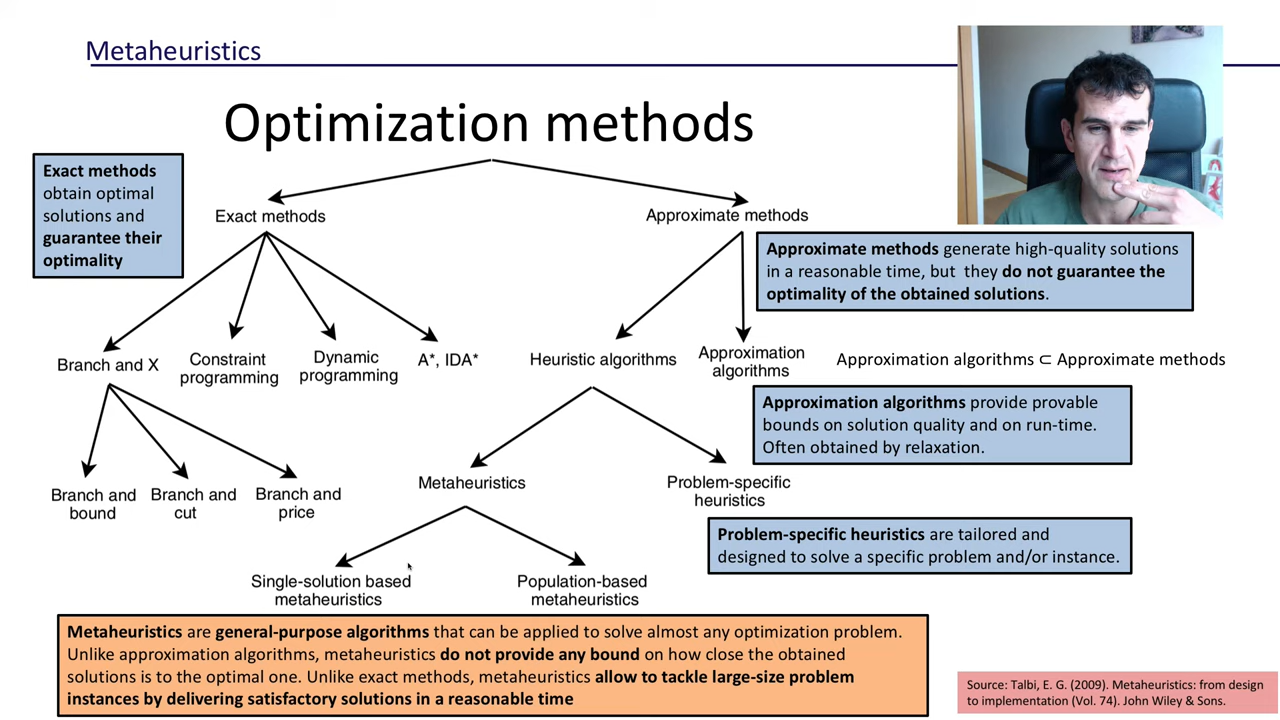 Metaheuristics
Optimization methods
Exact methods
obtain optimal
solutions and
guarantee their
optimality
Exact methods
Approximate methods
Approximate methods generate high-quality solutions
in a reasonable time, but they do not guarantee the
optimality of the obtained solutions.
Branch and X
Constraint
programming
Dynamic
programming
A*, IDA*
Heuristic algorithms
Approximation
algorithms
Approximation algorithms ⊂ Approximate methods
Approximation algorithms provide provable
bounds on solution quality and on run-time.
Often obtained by relaxation.
Branch and
bound
Branch and
cut
Branch and
price
Metaheuristics
Problem-specific
heuristics
Problem-specific heuristics are tailored and
designed to solve a specific problem and/or instance.
Single-solution based
metaheuristics
Population-based
metaheuristics
Metaheuristics are general-purpose algorithms that can be applied to solve almost any optimization problem.
Unlike approximation algorithms, metaheuristics do not provide any bound on how close the obtained
solutions is to the optimal one. Unlike exact methods, metaheuristics allow to tackle large-size problem
instances by delivering satisfactory solutions in a reasonable time
Source: Talbi, E. G. (2009). Metaheuristics: from design
to implementation (Vol. 74). John Wiley & Sons.